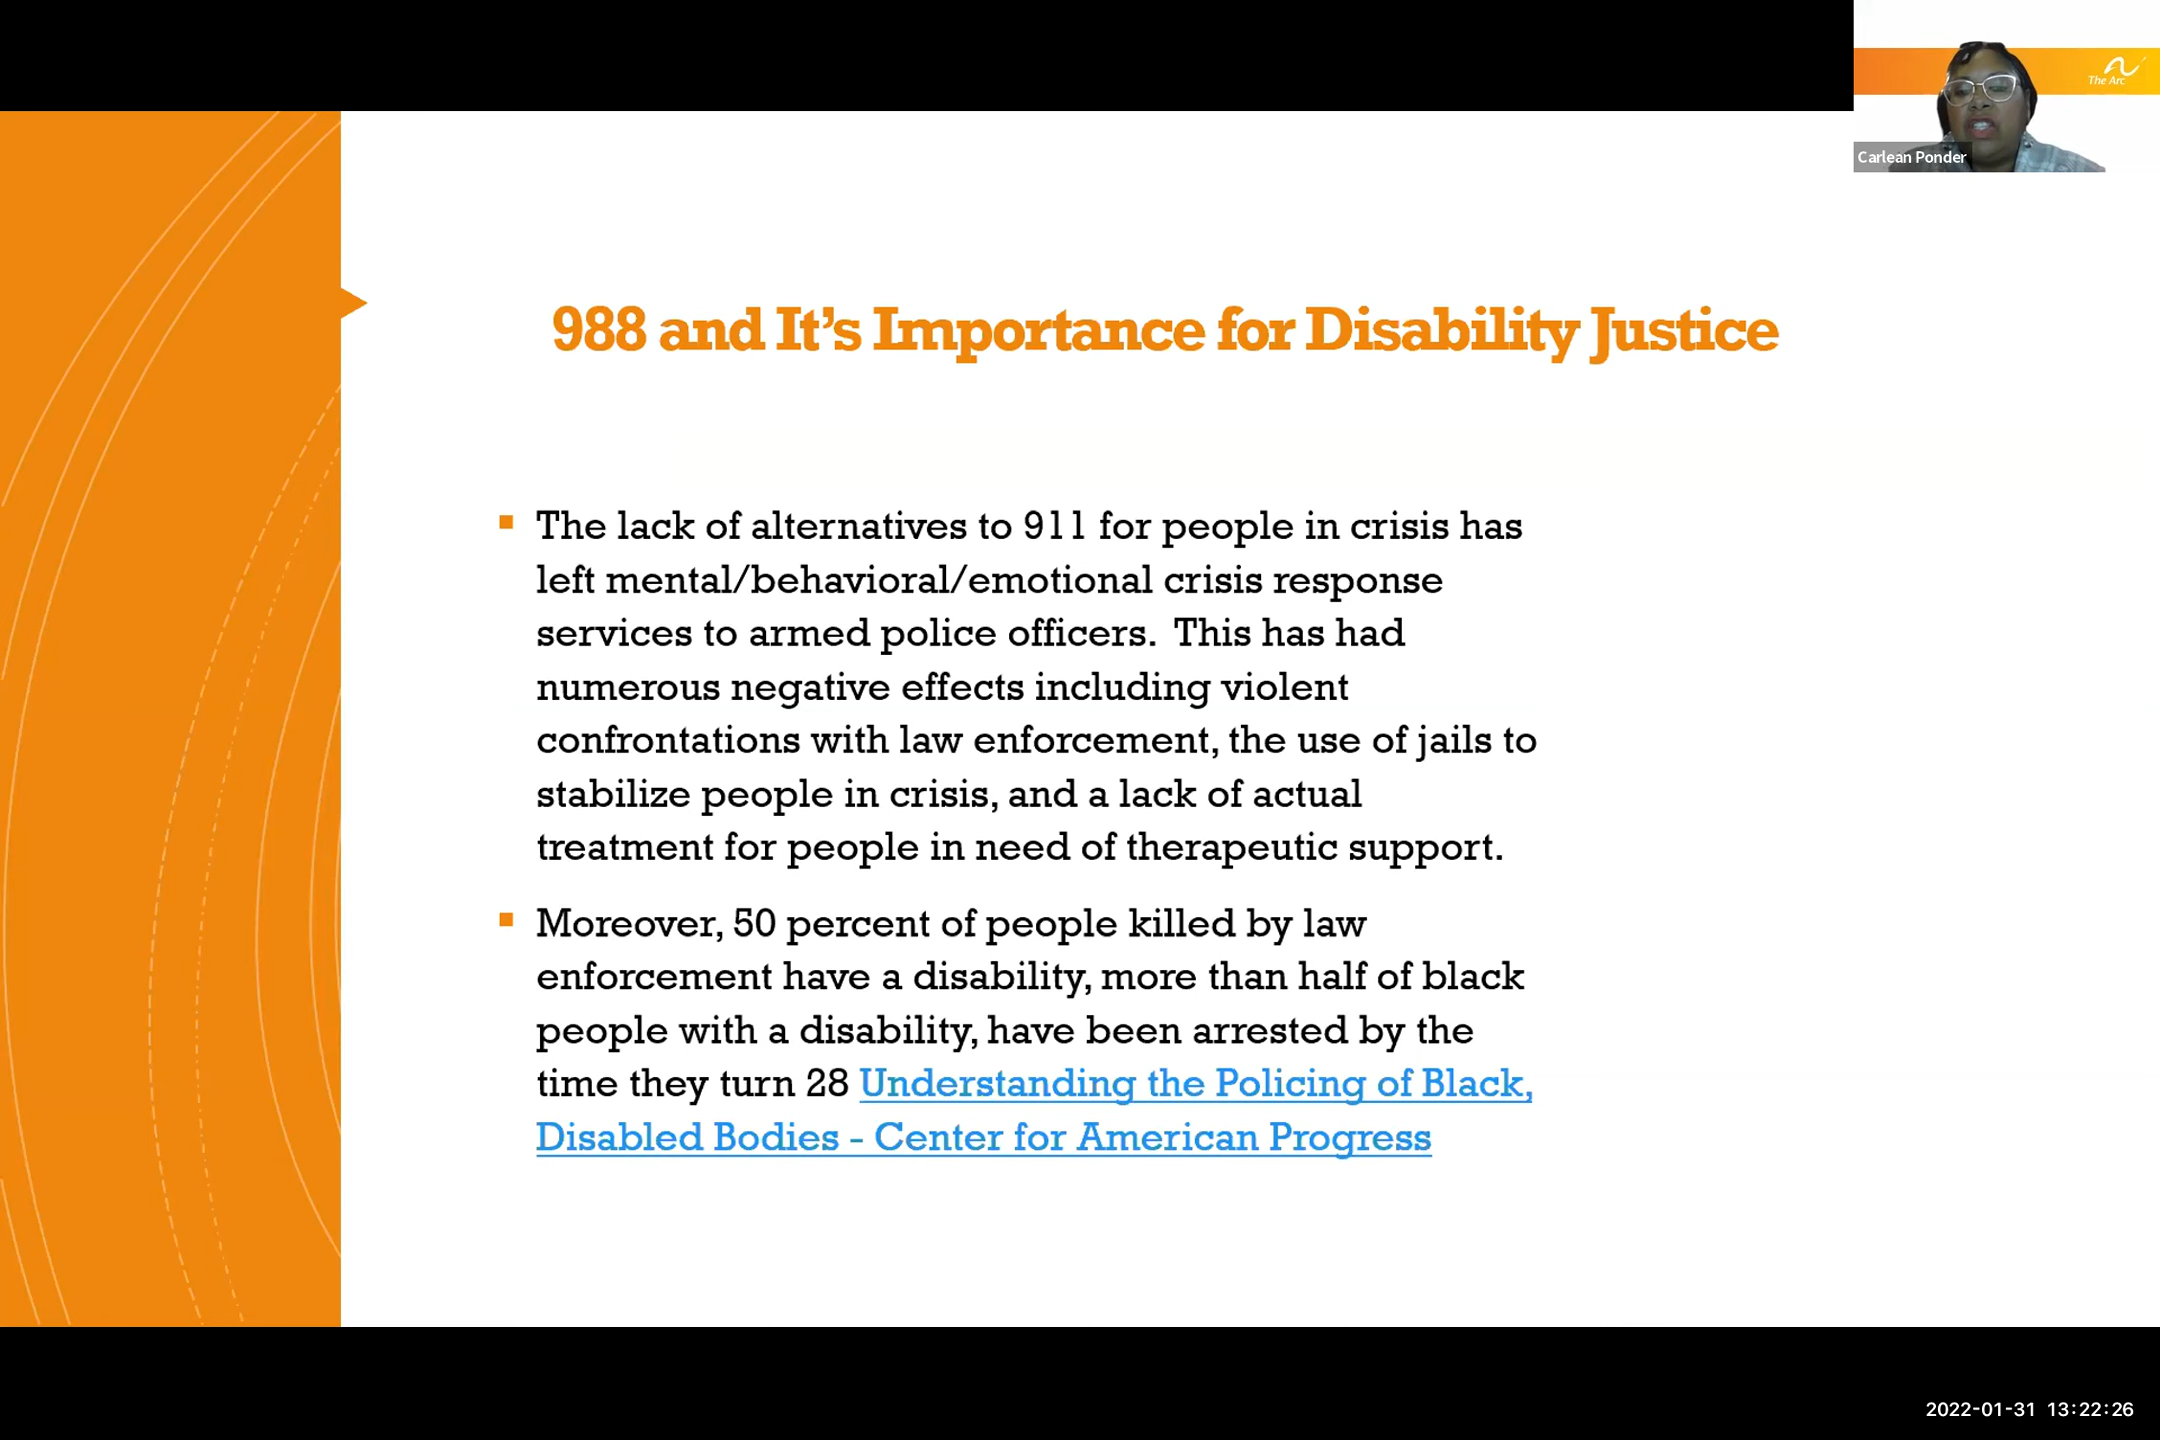 The Arc
Carlean Ponder
988 and It’s Importance for Disability Justice
▪ The lack of alternatives to 911 for people in crisis has
left mental/behavioral/emotional crisis response
services to armed police officers.  This has had
numerous negative effects including violent
confrontations with law enforcement, the use of jails to
stabilize people in crisis, and a lack of actual
treatment for people in need of therapeutic support.
▪ Moreover, 50 percent of people killed by law
enforcement have a disability, more than half of black
people with a disability, have been arrested by the
time they turn 28 Understanding the Policing of Black,
Disabled Bodies - Center for American Progress
2022-01-31 13:22:26